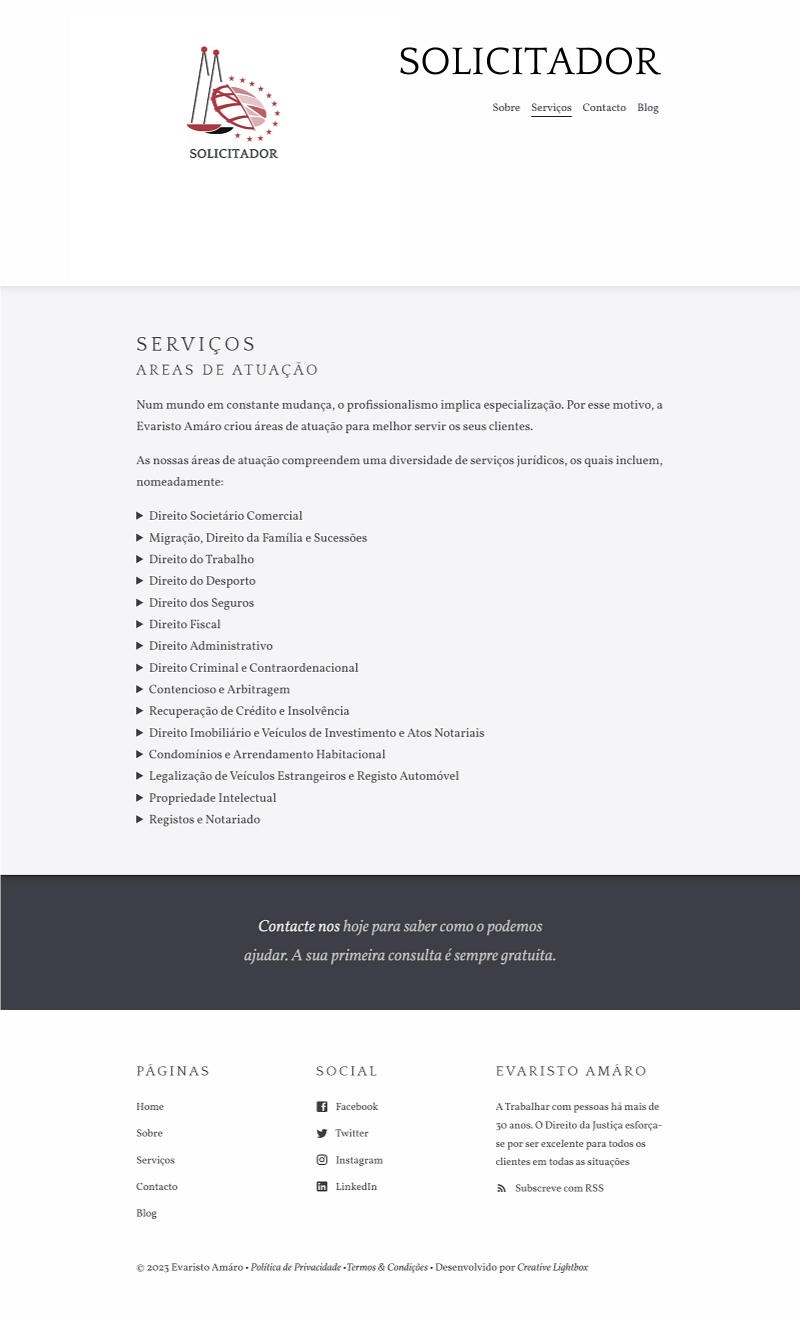 SOLICITADOR
SOLICITADOR
Sobre Serviços Contacto Blog
SERVIÇOS
AREAS DE ATUAÇÃO
Num mundo em constante mudança, o profissionalismo implica especialização. Por esse motivo, a
Evaristo Amáro criou áreas de atuação para melhor servir os seus clientes.
As nossas áreas de atuação compreendem uma diversidade de serviços jurídicos, os quais incluem,
nomeadamente:
Direito Societário Comercial
Migração, Direito da Família e Sucessões
Direito do Trabalho
Direito do Desporto
Direito dos Seguros
Direito Fiscal
Direito Administrativo
Direito Criminal e Contraordenacional
Contencioso e Arbitragem
Recuperação de Crédito e Insolvência
Direito Imobiliário e Veículos de Investimento e Atos Notariais
Condomínios e Arrendamento Habitacional
Legalização de Veículos Estrangeiros e Registo Automóvel
Propriedade Intelectual
Registos e Notariado
Contacte nos hoje para saber como o podemos
ajudar. A sua primeira consulta é sempre gratuita.
PÁGINAS
Home
Sobre
Serviços
Contacto
Blog
SOCIAL
Facebook
Twitter
Instagram
LinkedIn
EVARISTO AMÁRO
A Trabalhar com pessoas há mais de
30 anos. O Direito da Justiça esforça-
se por ser excelente para todos os
clientes em todas as situações
Subscreve com RSS
© 2023 Evaristo Amáro • Política de Privacidade •Termos & Condições • Desenvolvido por Creative Lightbox